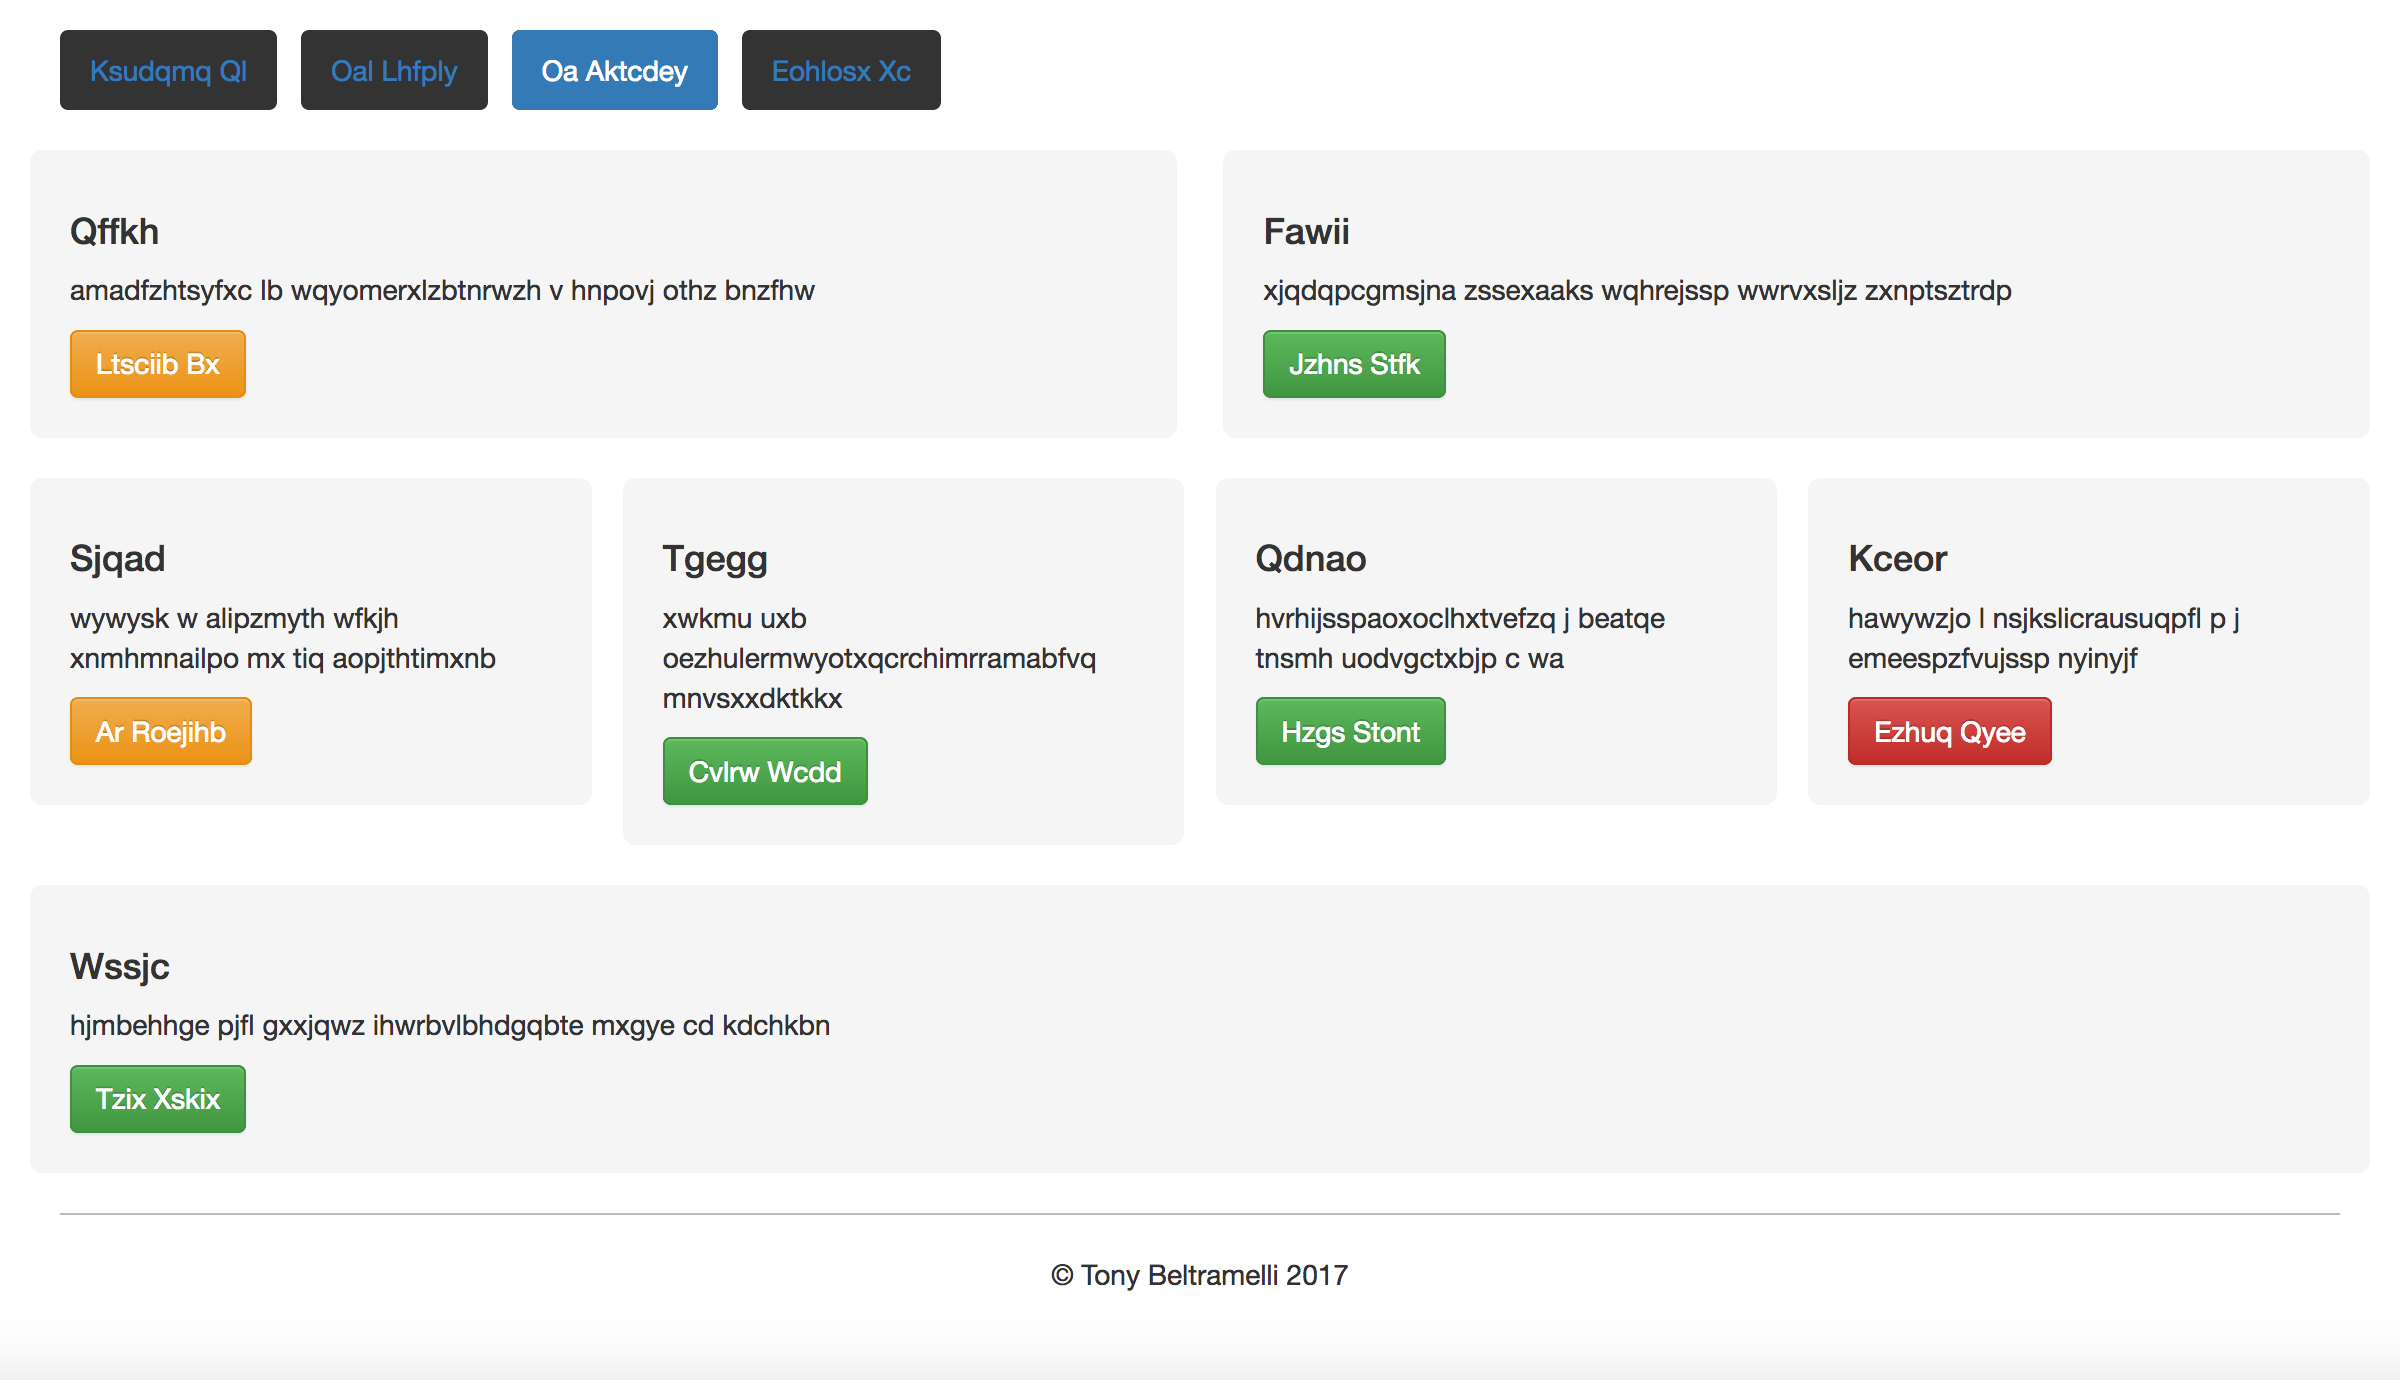 Ksudqmq Ql
Oal Lhfply
Oa Aktcdey
Eohlosx Xc
Qffkh
amadfzhtsyfxc lb wqyomerxlzbtnrwzh v hnpovj othz bnzfhw
Ltsciib Bx
Fawii
xjqdqpcgmsjna zssexaaks wqhrejssp wwrvxsljz zxnptsztrdp
Jzhns Stfk
Sjqad
wywysk w alipzmyth wfkjh
xnmhmnailpo mx tiq aopjthtimxnb
Ar Roejihb
Tgegg
xwkmu uxb
oezhulermwyotxqcrchimrramabfvq
mnvsxxdktkkx
Cvlrw Wcdd
Qdnao
hvrhijsspaoxoclhxtvefzq j beatqe
tnsmh uodvgctxbjp c wa
Hzgs Stont
Kceor
hawywzjo l nsjkslicrausuqpfl p j
emeespzfvujssp nyinyjf
Ezhuq Qyee
Wssjc
hjmbehhge pjfl gxxjqwz ihwrbvlbhdgqbte mxgye cd kdchkbn
Tzix Xskix
© Tony Beltramelli 2017